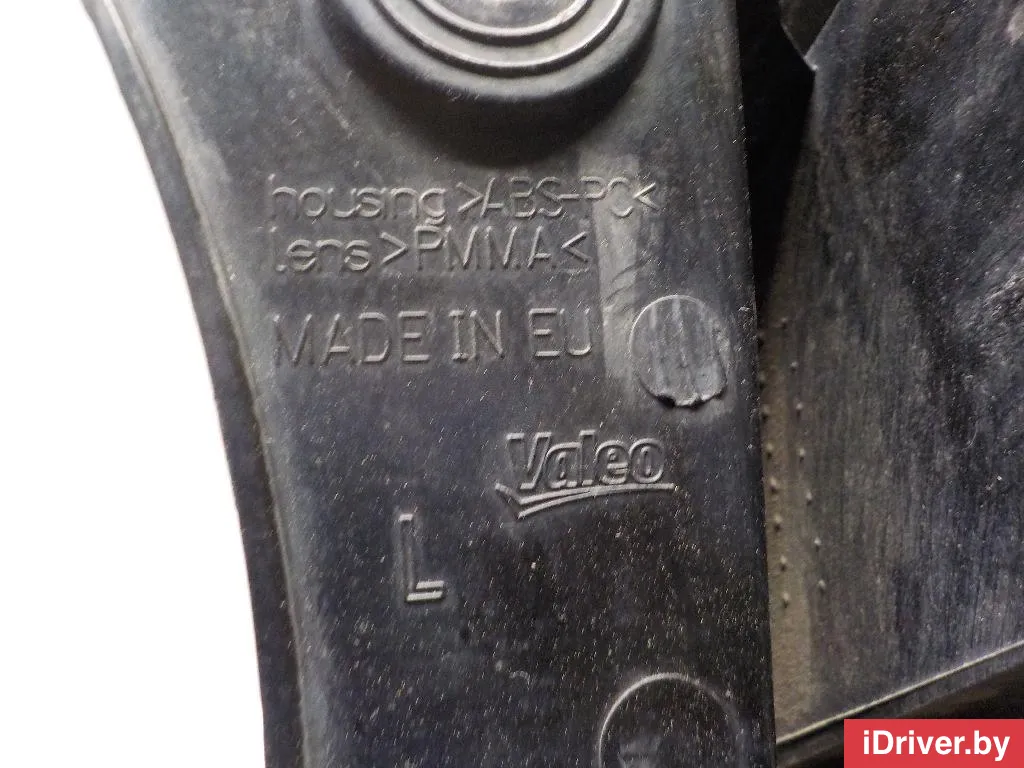 housing >ABS-PC<
lens >PMMA<
MADE IN EU
Valeo
L
iDriver.by